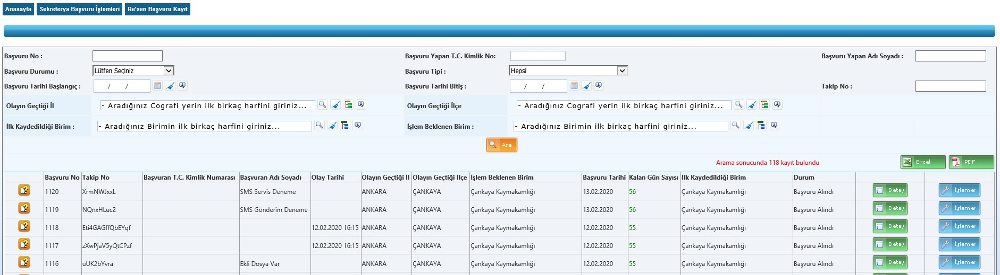 Anasayfa Sekreterya Başvuru İşlemleri Re'sen Başvuru Kayıt
Başvuru No : Başvuru Yapan T.C. Kimlik No: Başvuru Yapan Adı Soyadı :
Başvuru Durumu : Lütfen Seçiniz Başvuru Tipi : Hepsi
Başvuru Tarihi Başlangıç : / / Başvuru Tarihi Bitiş : / / Takip No :
Olayın Geçtiği İl - Aradığınız Cografi yerin ilk birkaç harfini giriniz... Olayın Geçtiği İlçe - Aradığınız Cografi yerin ilk birkaç harfini giriniz...
İlk Kaydedildiği Birim : - Aradığınız Birimin ilk birkaç harfini giriniz... İşlem Beklenen Birim : - Aradığınız Birimin ilk birkaç harfini giriniz...
Ara
Arama sonucunda 118 kayıt bulundu Excel PDF
Başvuru No Takip No Başvuran T.C. Kimlik Numarası Başvuran Adı Soyadı Olay Tarihi Olayın Geçtiği İl Olayın Geçtiği İlçe İşlem Beklenen Birim Başvuru Tarihi Kalan Gün Sayısı İlk Kaydedildiği Birim Durum
1120 XrmNWJxxL SMS Servis Deneme ANKARA ÇANKAYA Çankaya Kaymakamlığı 13.02.2020 56 Çankaya Kaymakamlığı Başvuru Alındı Detay İşlemler
1119 NQnxHLuc2 SMS Gönderim Deneme ANKARA ÇANKAYA Çankaya Kaymakamlığı 13.02.2020 56 Çankaya Kaymakamlığı Başvuru Alındı Detay İşlemler
1118 Eti4GAGffQbEYqf 12.02.2020 16:15 ANKARA ÇANKAYA Çankaya Kaymakamlığı 12.02.2020 55 Çankaya Kaymakamlığı Başvuru Alındı Detay İşlemler
1117 zXwPjaV5yQtCPzf 12.02.2020 16:15 ANKARA ÇANKAYA Çankaya Kaymakamlığı 12.02.2020 55 Çankaya Kaymakamlığı Başvuru Alındı Detay İşlemler
1116 uUK2bYvra Ekli Dosya Var ANKARA ÇANKAYA Çankaya Kaymakamlığı 12.02.2020 55 Çankaya Kaymakamlığı Başvuru Alındı Detay İşlemler